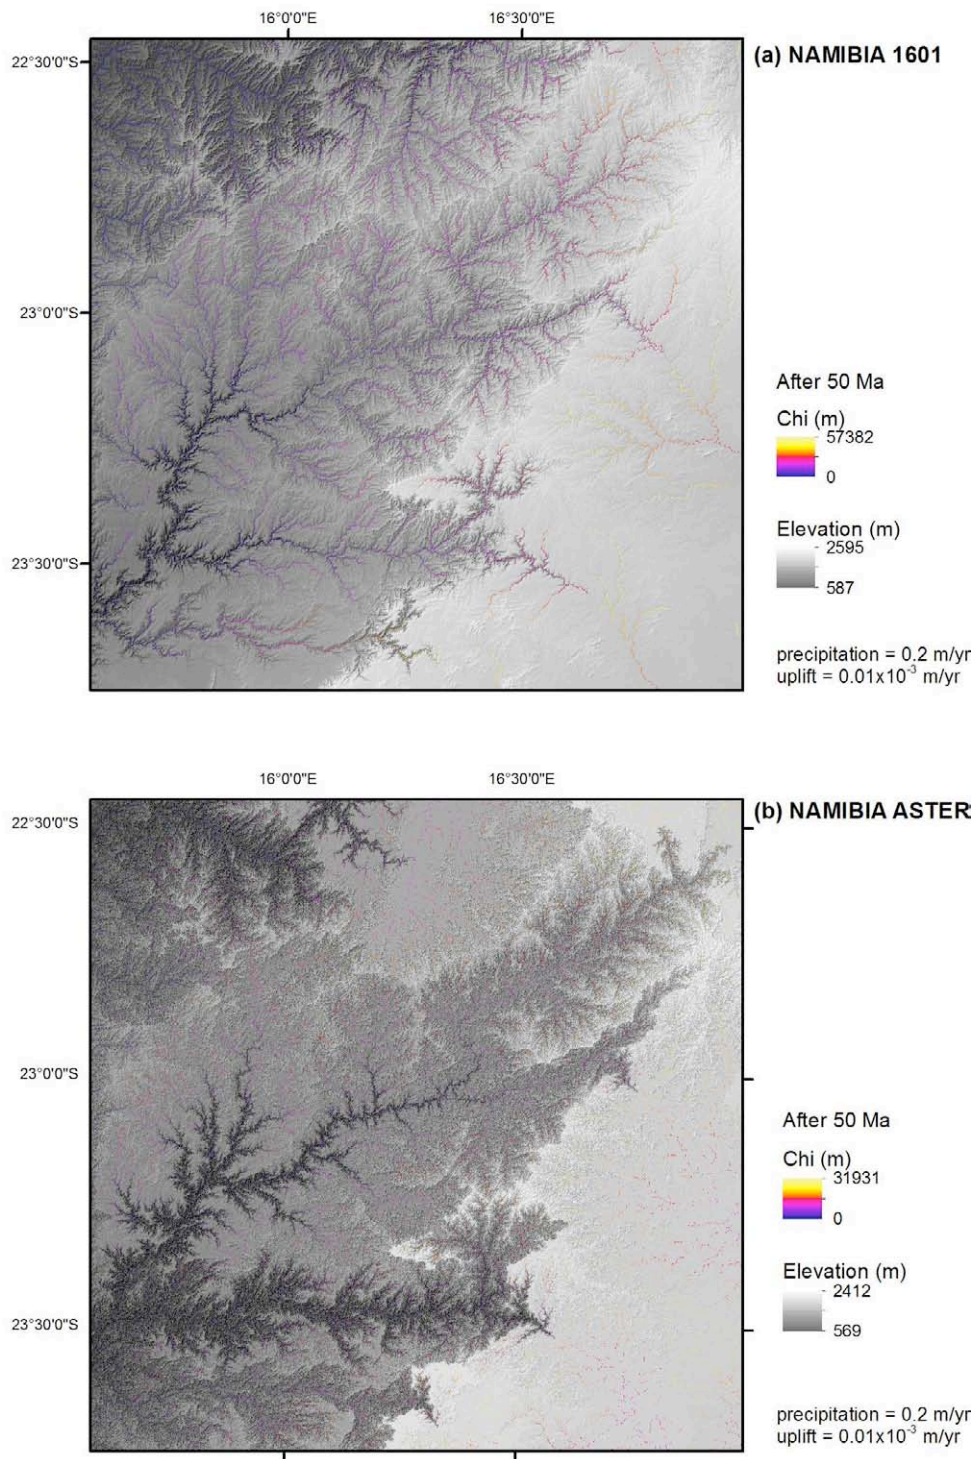 16°0'0"E 16°30'0"E
(a) NAMIBIA 1601
22°30'0"S
23°0'0"S
23°30'0"S
After 50 Ma
Chi (m)
57382
0
Elevation (m)
2595
587
precipitation = 0.2 m/yr
uplift = 0.01x10⁻³ m/yr
16°0'0"E 16°30'0"E
(b) NAMIBIA ASTER
22°30'0"S
23°0'0"S
23°30'0"S
After 50 Ma
Chi (m)
31931
0
Elevation (m)
2412
569
precipitation = 0.2 m/yr
uplift = 0.01x10⁻³ m/yr